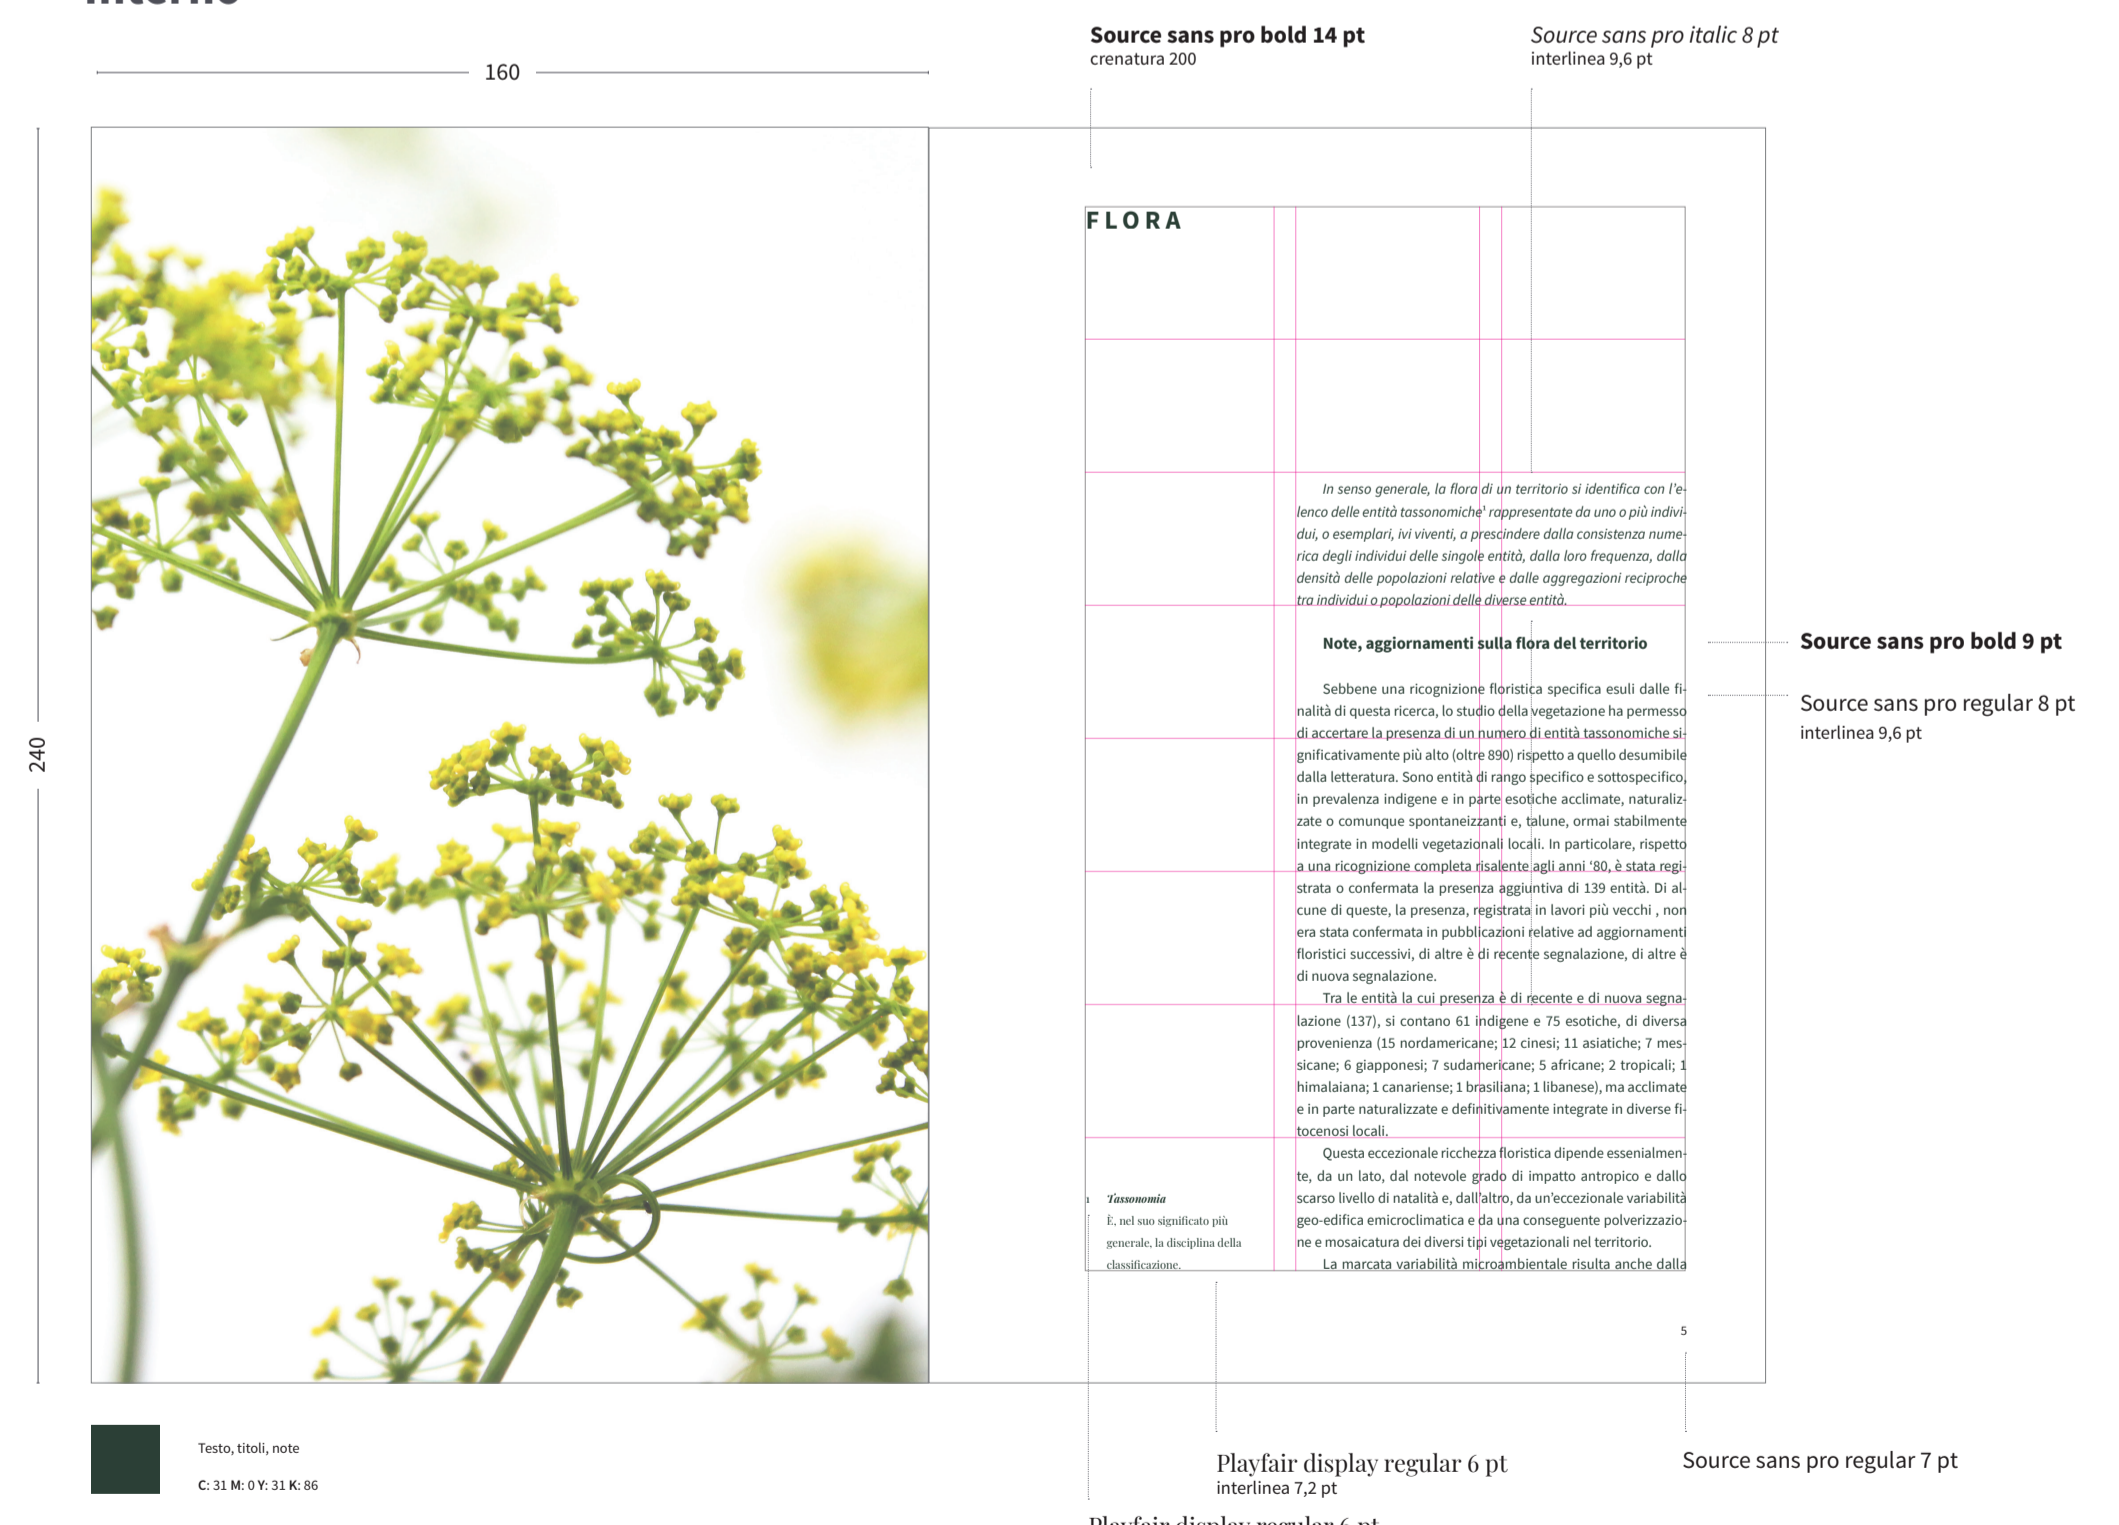 Interno
Source sans pro bold 14 pt
crenatura 200
Source sans pro italic 8 pt
interlinea 9,6 pt
160
240
FLORA
In senso generale, la flora di un territorio si identifica con l'e-
lenco delle entità tassonomiche¹ rappresentate da uno o più indivi-
dui, o esemplari, ivi viventi, a prescindere dalla consistenza nume-
rica degli individui delle singole entità, dalla loro frequenza, dalla
densità delle popolazioni relative e dalle aggregazioni reciproche
tra individui o popolazioni delle diverse entità.
Note, aggiornamenti sulla flora del territorio
Source sans pro bold 9 pt
Source sans pro regular 8 pt
interlinea 9,6 pt
Sebbene una ricognizione floristica specifica esuli dalle fi-
nalità di questa ricerca, lo studio della vegetazione ha permesso
di accertare la presenza di un numero di entità tassonomiche si-
gnificativamente più alto (oltre 890) rispetto a quello desumibile
dalla letteratura. Sono entità di rango specifico e sottospecifico,
in prevalenza indigene e in parte esotiche acclimate, naturaliz-
zate o comunque spontaneizzanti e, talune, ormai stabilmente
integrate in modelli vegetazionali locali. In particolare, rispetto
a una ricognizione completa risalente agli anni ‘80, è stata regi-
strata o confermata la presenza aggiuntiva di 139 entità. Di al-
cune di queste, la presenza, registrata in lavori più vecchi , non
era stata confermata in pubblicazioni relative ad aggiornamenti
floristici successivi, di altre è di recente segnalazione, di altre è
di nuova segnalazione.
Tra le entità la cui presenza è di recente e di nuova segna-
lazione (137), si contano 61 indigene e 75 esotiche, di diversa
provenienza (15 nordamericane; 12 cinesi; 11 asiatiche; 7 mes-
sicane; 6 giapponesi; 7 sudamericane; 5 africane; 2 tropicali; 1
himalaiana; 1 canariense; 1 brasiliana; 1 libanese), ma acclimate
e in parte naturalizzate e definitivamente integrate in diverse fi-
tocenosi locali.
Questa eccezionale ricchezza floristica dipende essenialmen-
te, da un lato, dal notevole grado di impatto antropico e dallo
scarso livello di natalità e, dall'altro, da un'eccezionale variabilità
geo-edifica emicroclimatica e da una conseguente polverizzazio-
ne e mosaicatura dei diversi tipi vegetazionali nel territorio.
La marcata variabilità microambientale risulta anche dalla
1 Tassonomia
È, nel suo significato più
generale, la disciplina della
classificazione.
5
Testo, titoli, note
C: 31 M: 0 Y: 31 K: 86
Playfair display regular 6 pt
interlinea 7,2 pt
Source sans pro regular 7 pt
Playfair display regular 6 pt